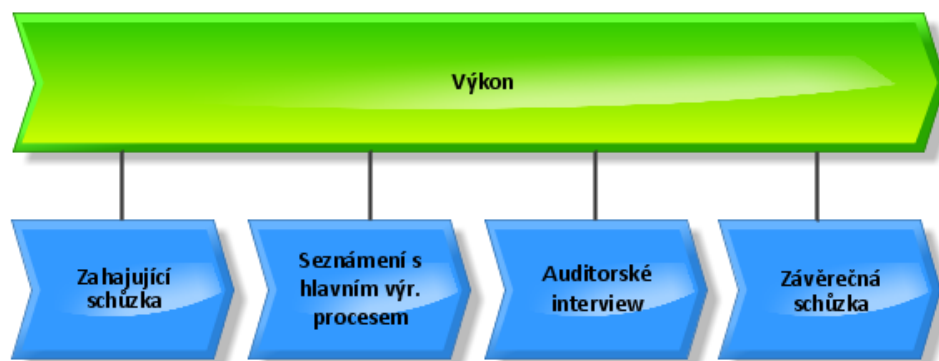 Výkon
Zahajující
schůzka
Seznámení s
hlavním výr.
procesem
Auditorské
interview
Závěrečná
schůzka